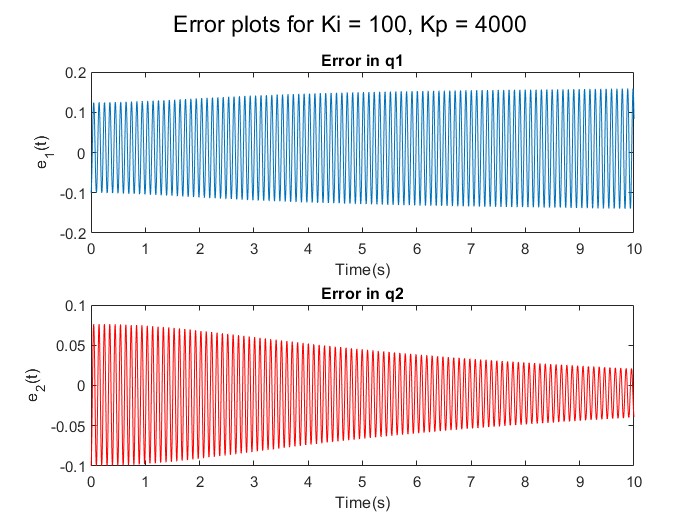 Error plots for Ki = 100, Kp = 4000
Error in q1
0.2
0.1
0
-0.1
-0.2
e1(t)
0 1 2 3 4 5 6 7 8 9 10
Time(s)
Error in q2
0.1
0.05
0
-0.05
-0.1
e2(t)
0 1 2 3 4 5 6 7 8 9 10
Time(s)